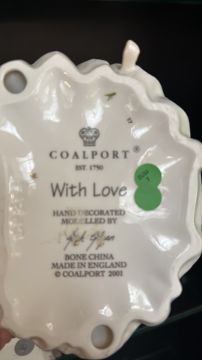 COALPORT®
EST. 1750
With Love
HAND DECORATED
MODELLED BY
BONE CHINA
MADE IN ENGLAND
© COALPORT 2001